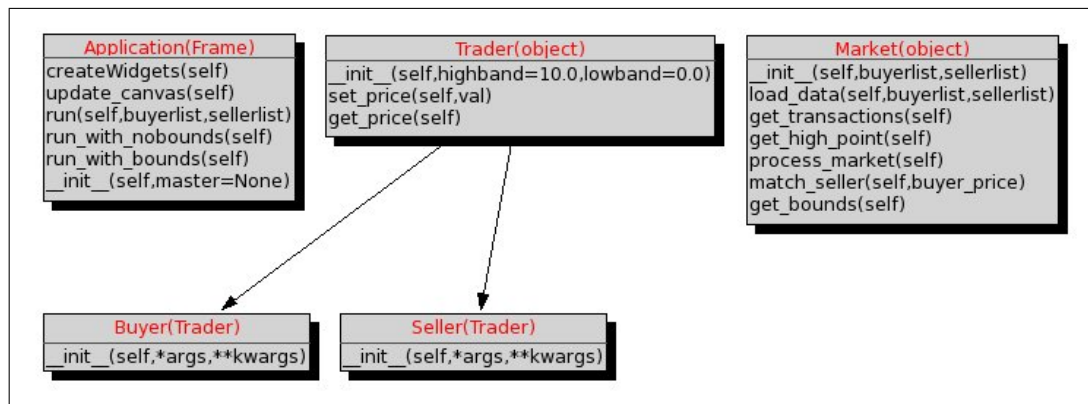 Application(Frame)
createWidgets(self)
update_canvas(self)
run(self,buyerlist,sellerlist)
run_with_nobounds(self)
run_with_bounds(self)
__init__(self,master=None)
Trader(object)
__init__(self,highband=10.0,lowband=0.0)
set_price(self,val)
get_price(self)
Market(object)
__init__(self,buyerlist,sellerlist)
load_data(self,buyerlist,sellerlist)
get_transactions(self)
get_high_point(self)
process_market(self)
match_seller(self,buyer_price)
get_bounds(self)
Buyer(Trader)
__init__(self,*args,**kwargs)
Seller(Trader)
__init__(self,*args,**kwargs)